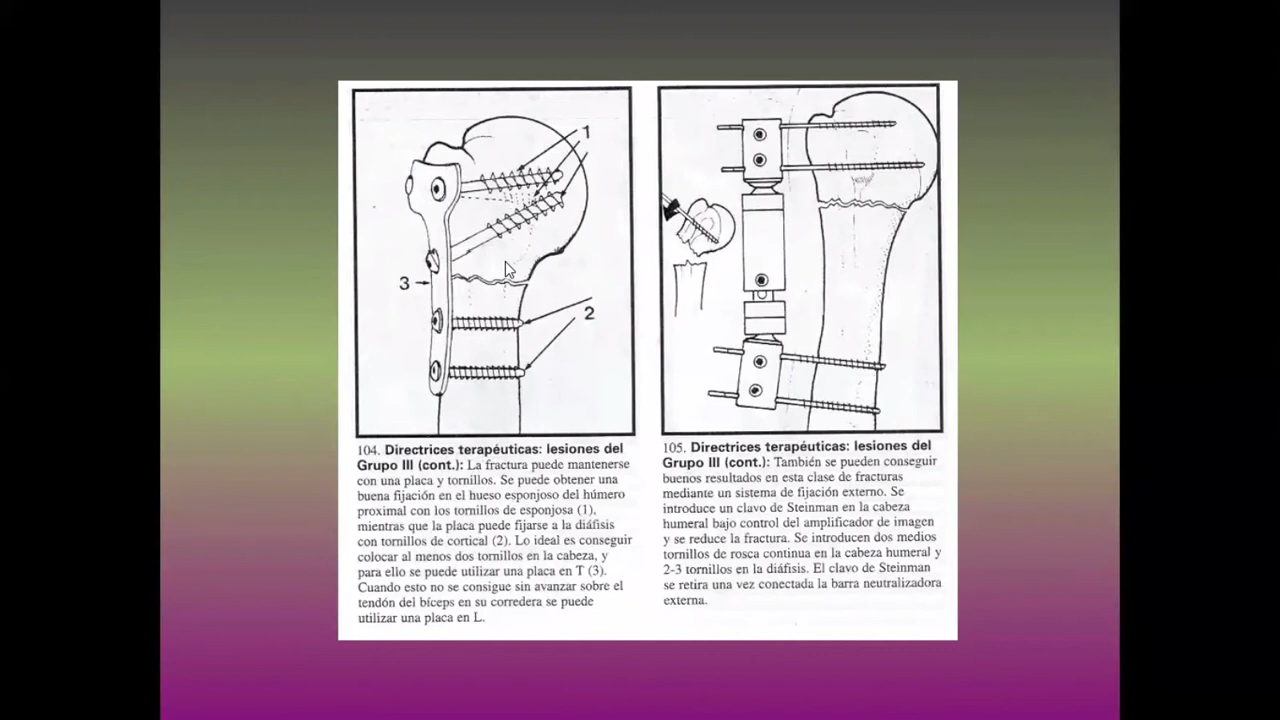 1
2
3
104. Directrices terapéuticas: lesiones del
Grupo III (cont.): La fractura puede mantenerse
con una placa y tornillos. Se puede obtener una
buena fijación en el hueso esponjoso del húmero
proximal con los tornillos de esponjosa (1),
mientras que la placa puede fijarse a la diáfisis
con tornillos de cortical (2). Lo ideal es conseguir
colocar al menos dos tornillos en la cabeza, y
para ello se puede utilizar una placa en T (3).
Cuando esto no se consigue sin avanzar sobre el
tendón del bíceps en su corredera se puede
utilizar una placa en L.
105. Directrices terapéuticas: lesiones del
Grupo III (cont.): También se pueden conseguir
buenos resultados en esta clase de fracturas
mediante un sistema de fijación externo. Se
introduce un clavo de Steinman en la cabeza
humeral bajo control del amplificador de imagen
y se reduce la fractura. Se introducen dos medios
tornillos de rosca continua en la cabeza humeral y
2-3 tornillos en la diáfisis. El clavo de Steinman
se retira una vez conectada la barra neutralizadora
externa.